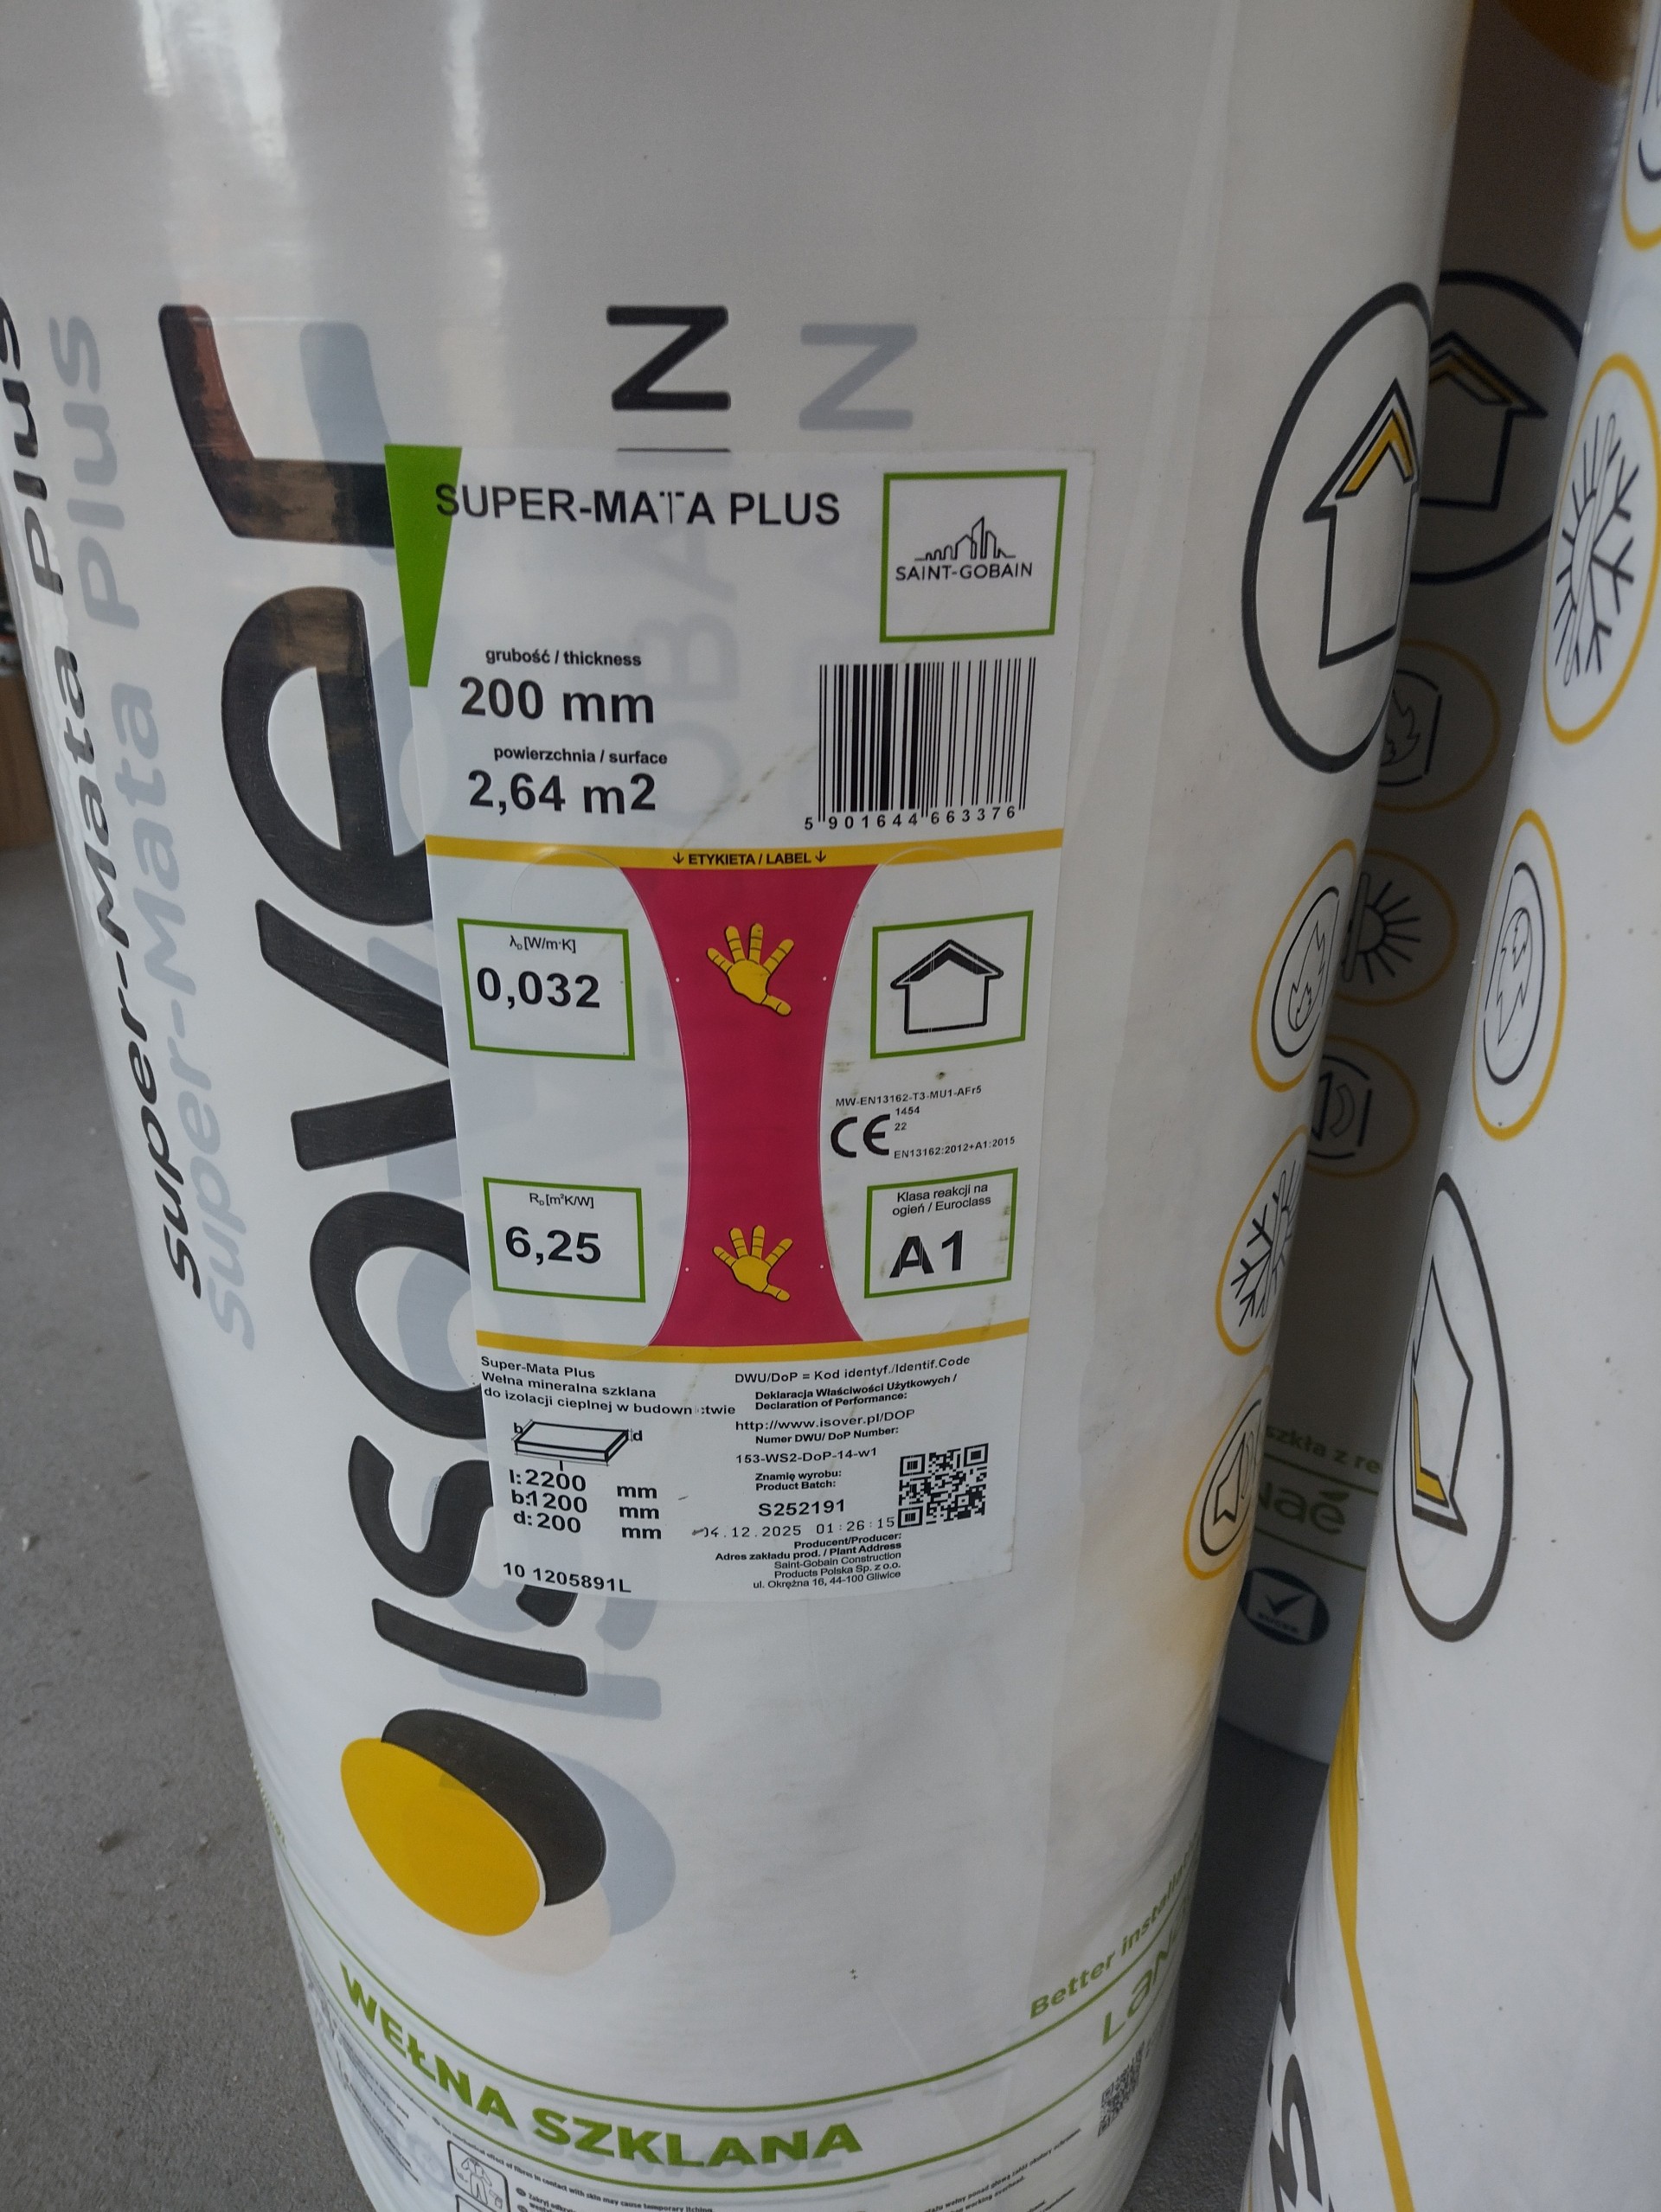 Super-Mata Plus
isover
SUPER-MATA PLUS
SAINT-GOBAIN
grubość / thickness
200 mm
powierzchnia / surface
2,64 m2
5 901644 663376
ETYKIETA / LABEL
λD[W/m·K]
0,032
MW-EN13162-T3-MU1-AFr5
CE
1454
22
EN13162:2012+A1:2015
RD[m²K/W]
6,25
Klasa reakcji na
ogień / Euroclass
A1
Super-Mata Plus
Wełna mineralna szklana
do izolacji cieplnej w budownictwie
b
d
l
l:2200 mm
b:1200 mm
d:200 mm
10 1205891L
DWU/DoP = Kod identyf./Identif.Code
Deklaracja Właściwości Użytkowych /
Declaration of Performance:
http://www.isover.pl/DOP
Numer DWU/ DoP Number:
153-WS2-DoP-14-w1
Znamię wyrobu:
Product Batch:
S252191
04.12.2025 01:26:15
Producent/Producer:
Adres zakładu prod. / Plant Address
Saint-Gobain Construction
Products Polska Sp. z o.o.
ul. Okrężna 16, 44-100 Gliwice
szkła z re
Better
WEŁNA SZKLANA